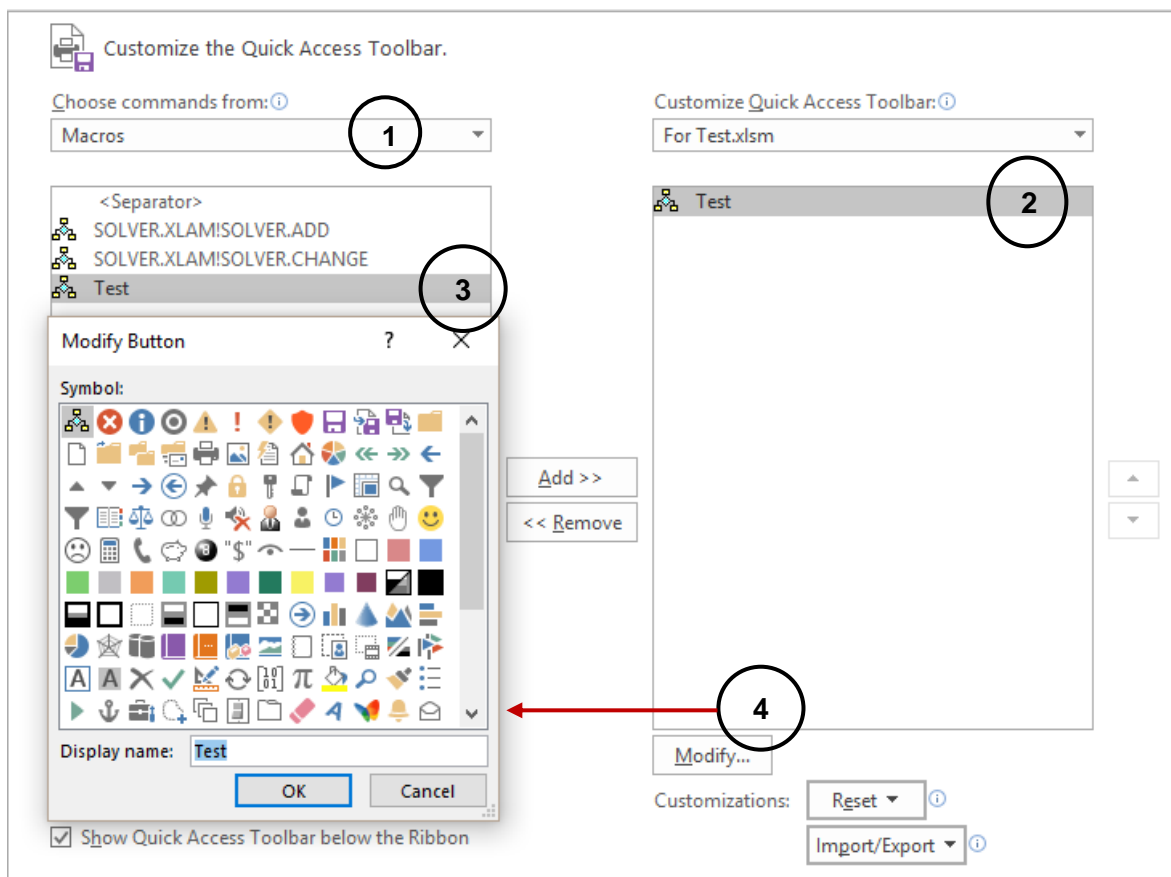 Customize the Quick Access Toolbar.
Choose commands from:
Macros
1
<Separator>
SOLVER.XLAM!SOLVER.ADD
SOLVER.XLAM!SOLVER.CHANGE
Test
3
Modify Button ?
Symbol:
"$"
A A
π
A
Display name: Test
OK Cancel
Show Quick Access Toolbar below the Ribbon
Add >>
<< Remove
Customize Quick Access Toolbar:
For Test.xlsm
Test
2
4
Modify...
Customizations: Reset
Import/Export